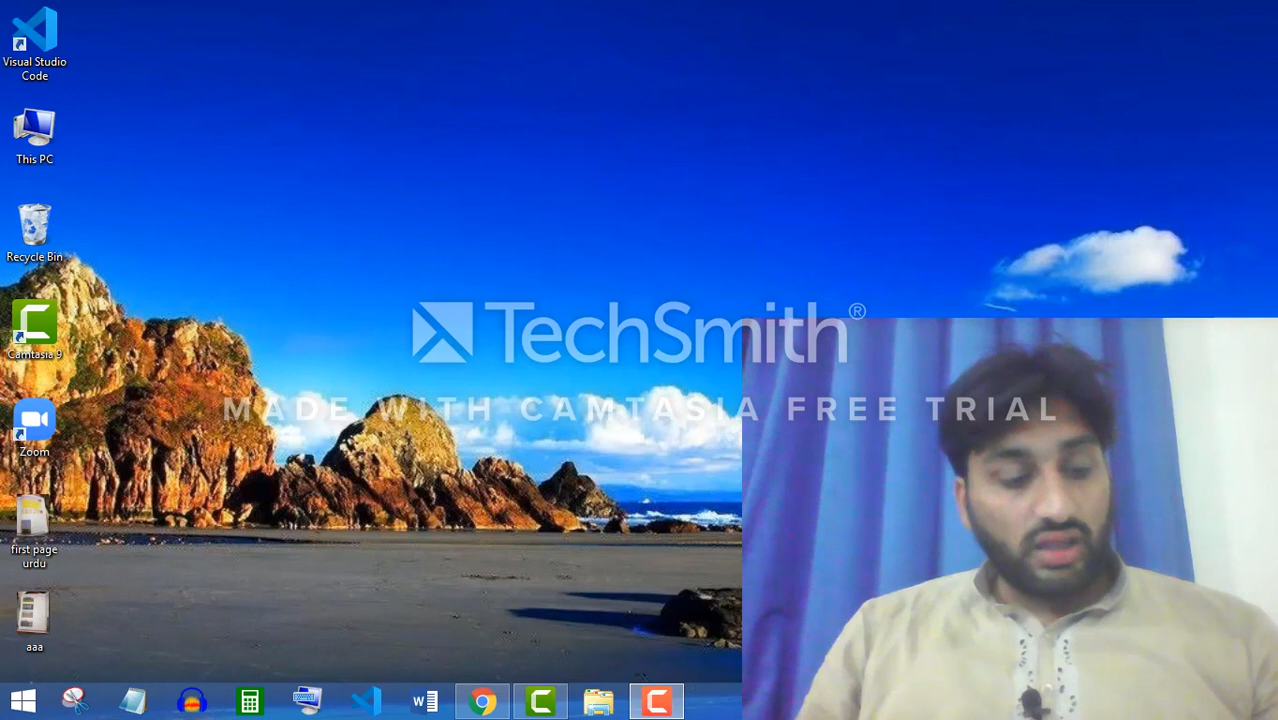 Visual Studio
Code
This PC
Recycle Bin
Camtasia 9
Zoom
first page
urdu
aaa
TechSmith®
MADE WITH CAMTASIA FREE TRIAL